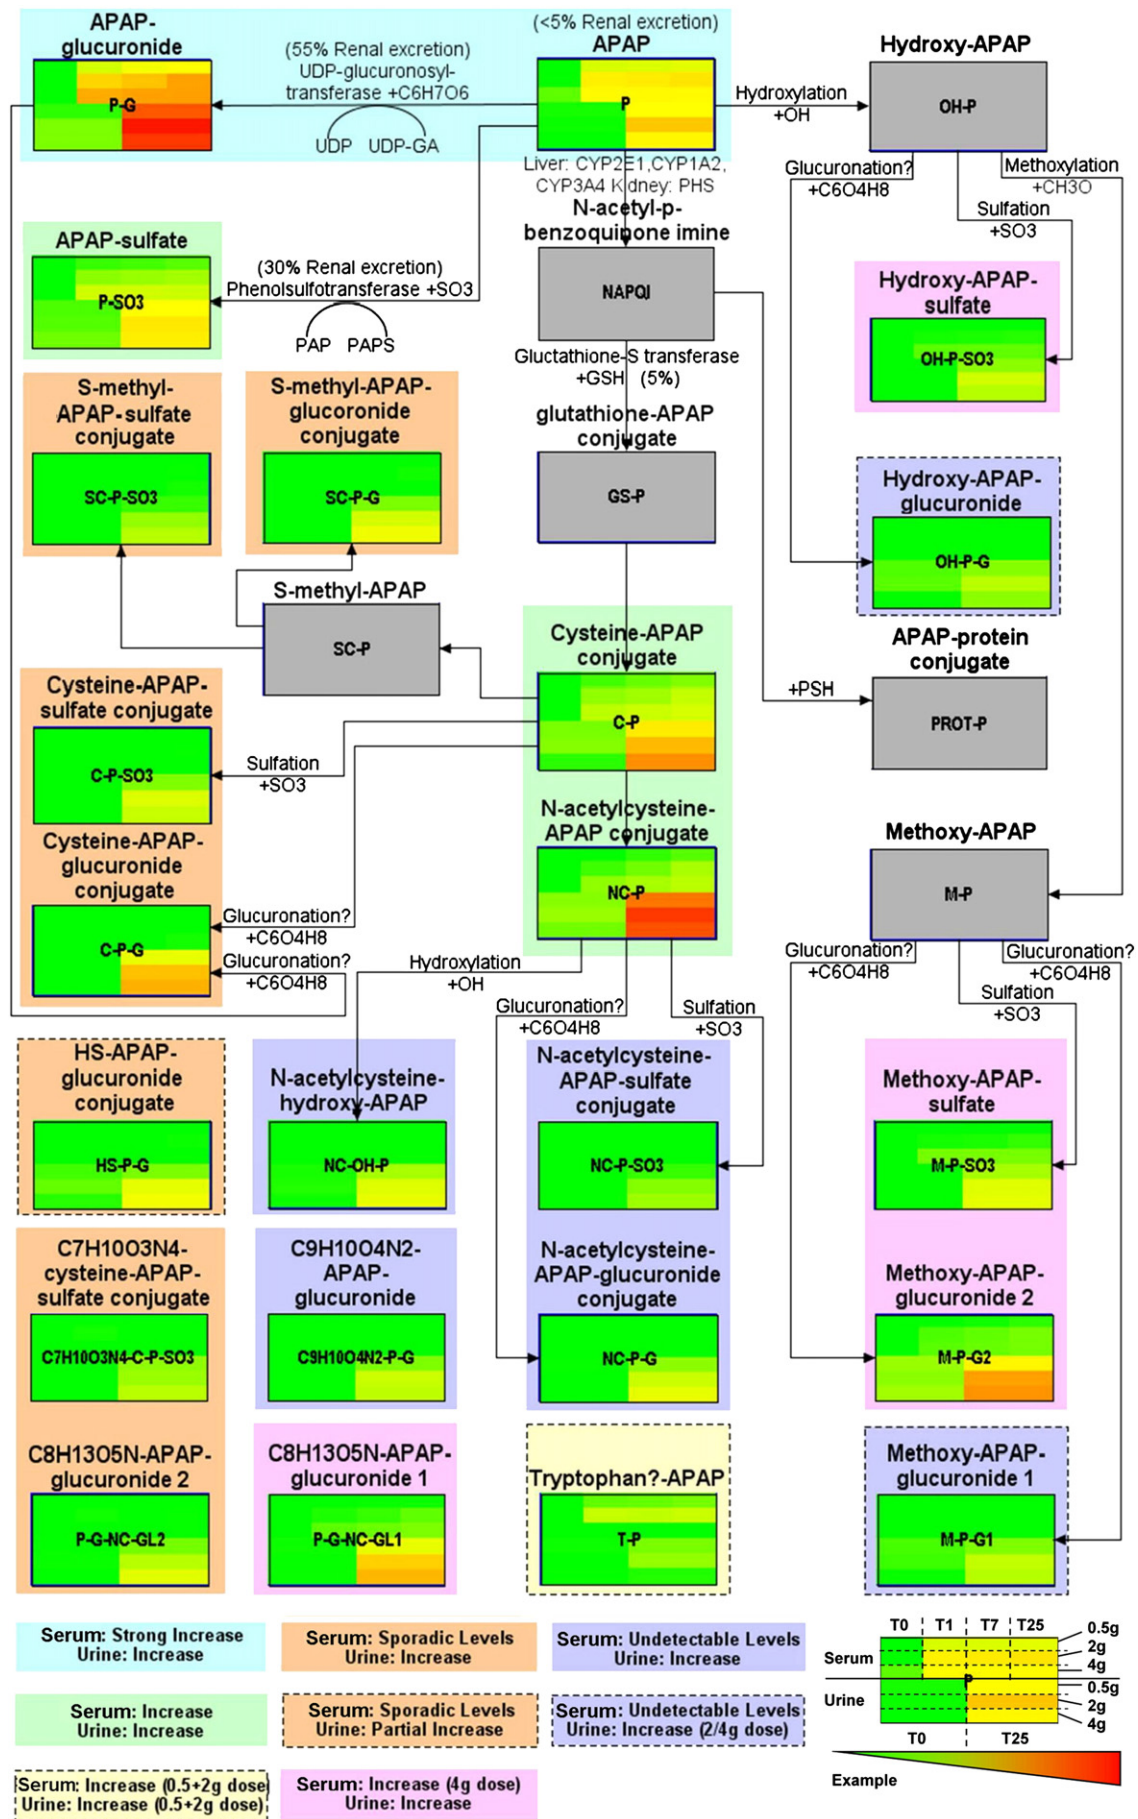 APAP-
glucuronide
P-G
(55% Renal excretion)
UDP-glucuronosyl-
transferase +C6H7O6
UDP UDP-GA
(<5% Renal excretion)
APAP
P
Hydroxylation
+OH
Hydroxy-APAP
OH-P
Liver: CYP2E1,CYP1A2,
CYP3A4 Kidney: PHS
Glucuronation?
+C6O4H8
Methoxylation
+CH3O
Sulfation
+SO3
APAP-sulfate
P-SO3
(30% Renal excretion)
Phenolsulfotransferase +SO3
PAP PAPS
N-acetyl-p-
benzoquinone imine
NAPQI
Hydroxy-APAP-
sulfate
OH-P-SO3
Gluctathione-S transferase
+GSH (5%)
S-methyl-
APAP-sulfate
conjugate
SC-P-SO3
S-methyl-APAP-
glucoronide
conjugate
SC-P-G
glutathione-APAP
conjugate
GS-P
Hydroxy-APAP-
glucuronide
OH-P-G
S-methyl-APAP
SC-P
Cysteine-APAP
conjugate
C-P
APAP-protein
conjugate
+PSH
PROT-P
Cysteine-APAP-
sulfate conjugate
C-P-SO3
Sulfation
+SO3
Cysteine-APAP-
glucuronide
conjugate
C-P-G
Glucuronation?
+C6O4H8
Glucuronation?
+C6O4H8
N-acetylcysteine-
APAP conjugate
NC-P
Methoxy-APAP
M-P
Hydroxylation
+OH
Glucuronation?
+C6O4H8
Sulfation
+SO3
Glucuronation?
+C6O4H8
Glucuronation?
+C6O4H8
Sulfation
+SO3
HS-APAP-
glucuronide
conjugate
HS-P-G
N-acetylcysteine-
hydroxy-APAP
NC-OH-P
N-acetylcysteine-
APAP-sulfate
conjugate
NC-P-SO3
Methoxy-APAP-
sulfate
M-P-SO3
C7H10O3N4-
cysteine-APAP-
sulfate conjugate
C7H10O3N4-C-P-SO3
C9H10O4N2-
APAP-
glucuronide
C9H10O4N2-P-G
N-acetylcysteine-
APAP-glucuronide
conjugate
NC-P-G
Methoxy-APAP-
glucuronide 2
M-P-G2
C8H13O5N-APAP-
glucuronide 2
P-G-NC-GL2
C8H13O5N-APAP-
glucuronide 1
P-G-NC-GL1
Tryptophan?-APAP
T-P
Methoxy-APAP-
glucuronide 1
M-P-G1
Serum: Strong Increase
Urine: Increase
Serum: Sporadic Levels
Urine: Increase
Serum: Undetectable Levels
Urine: Increase
Serum: Increase
Urine: Increase
Serum: Sporadic Levels
Urine: Partial Increase
Serum: Undetectable Levels
Urine: Increase (2/4g dose)
Serum: Increase (0.5+2g dose)
Urine: Increase (0.5+2g dose)
Serum: Increase (4g dose)
Urine: Increase
T0 T1 T7 T25
0.5g
2g
4g
Serum
P
Urine
0.5g
2g
4g
T0 T25
Example